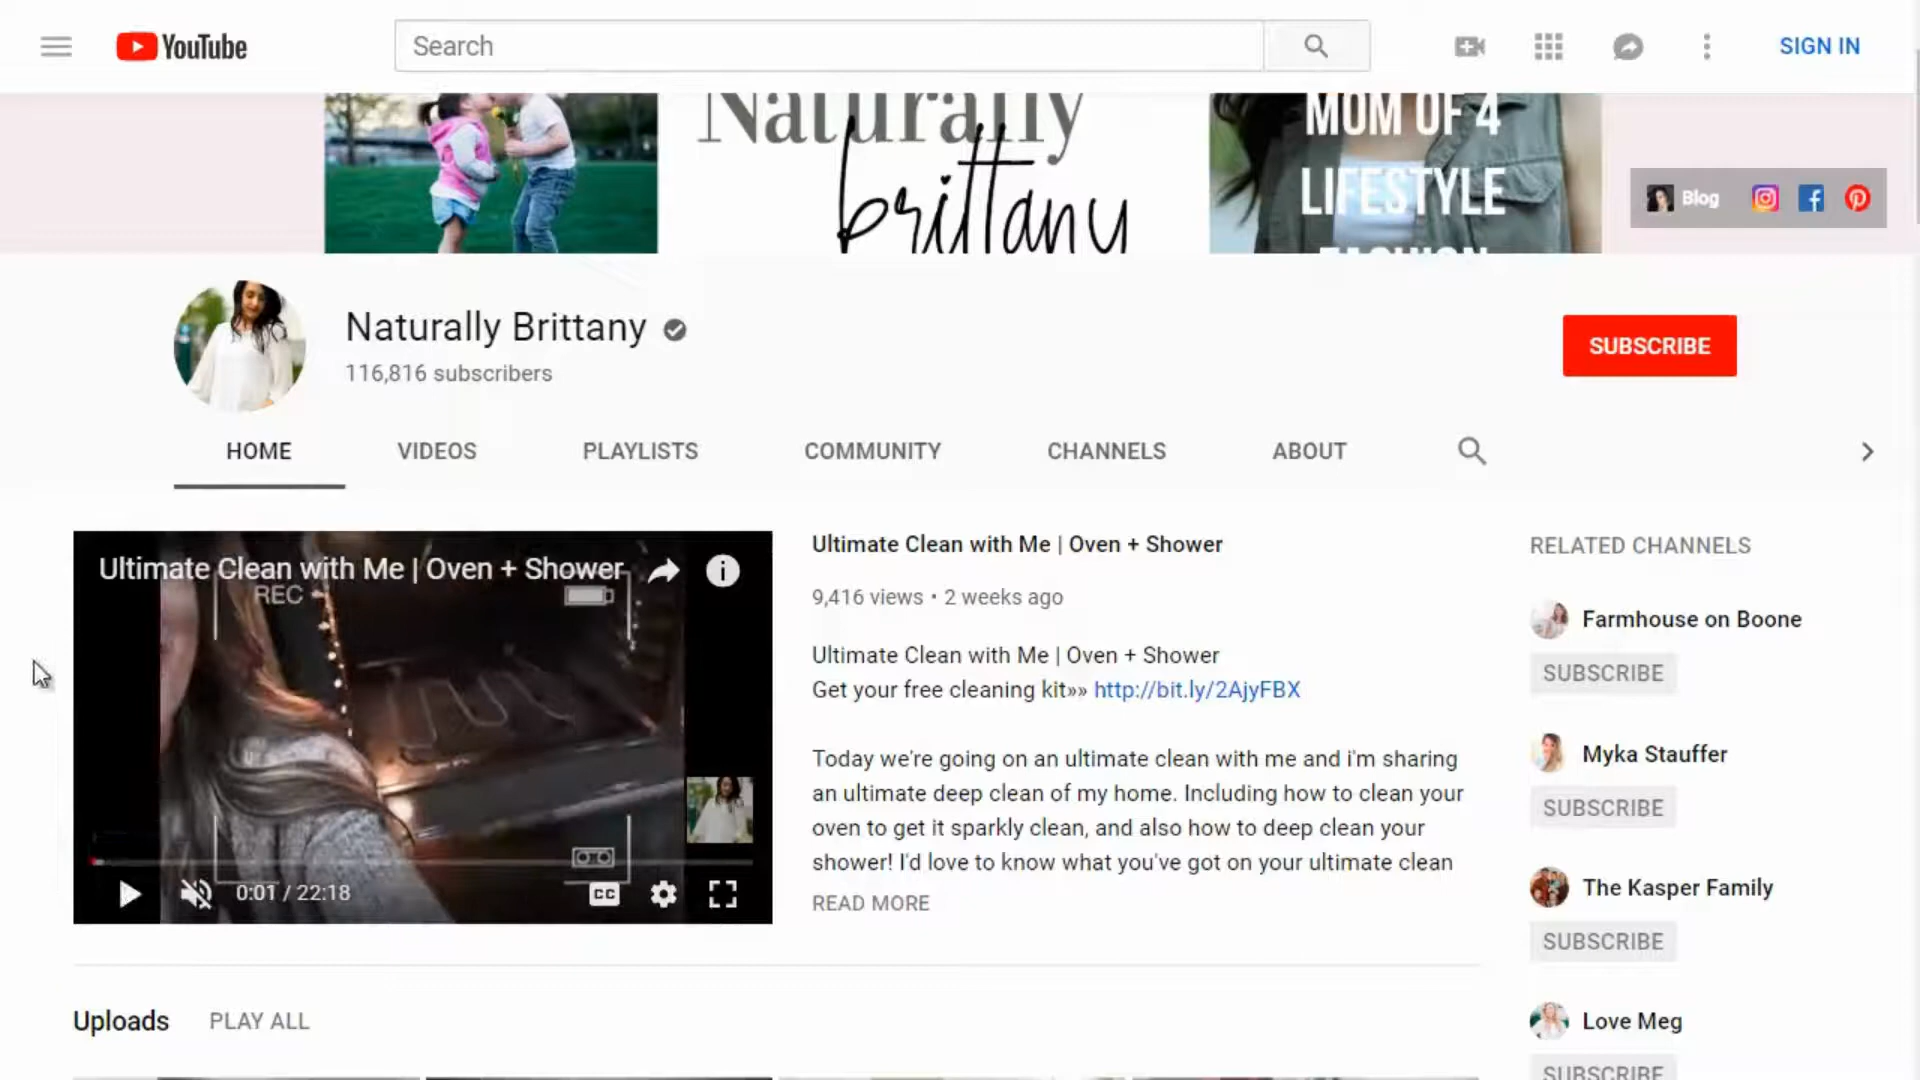 YouTube
Search
SIGN IN
Naturally
brittany
MOM OF 4
LIFESTYLE
FASHION
Blog
Naturally Brittany
116,816 subscribers
SUBSCRIBE
HOME
VIDEOS
PLAYLISTS
COMMUNITY
CHANNELS
ABOUT
Ultimate Clean with Me | Oven + Shower
REC
0:01 / 22:18
CC
Ultimate Clean with Me | Oven + Shower
9,416 views • 2 weeks ago
Ultimate Clean with Me | Oven + Shower
Get your free cleaning kit»» http://bit.ly/2AjyFBX
Today we're going on an ultimate clean with me and i'm sharing
an ultimate deep clean of my home. Including how to clean your
oven to get it sparkly clean, and also how to deep clean your
shower! I'd love to know what you've got on your ultimate clean
READ MORE
RELATED CHANNELS
Farmhouse on Boone
SUBSCRIBE
Myka Stauffer
SUBSCRIBE
The Kasper Family
SUBSCRIBE
Love Meg
SUBSCRIBE
Uploads
PLAY ALL